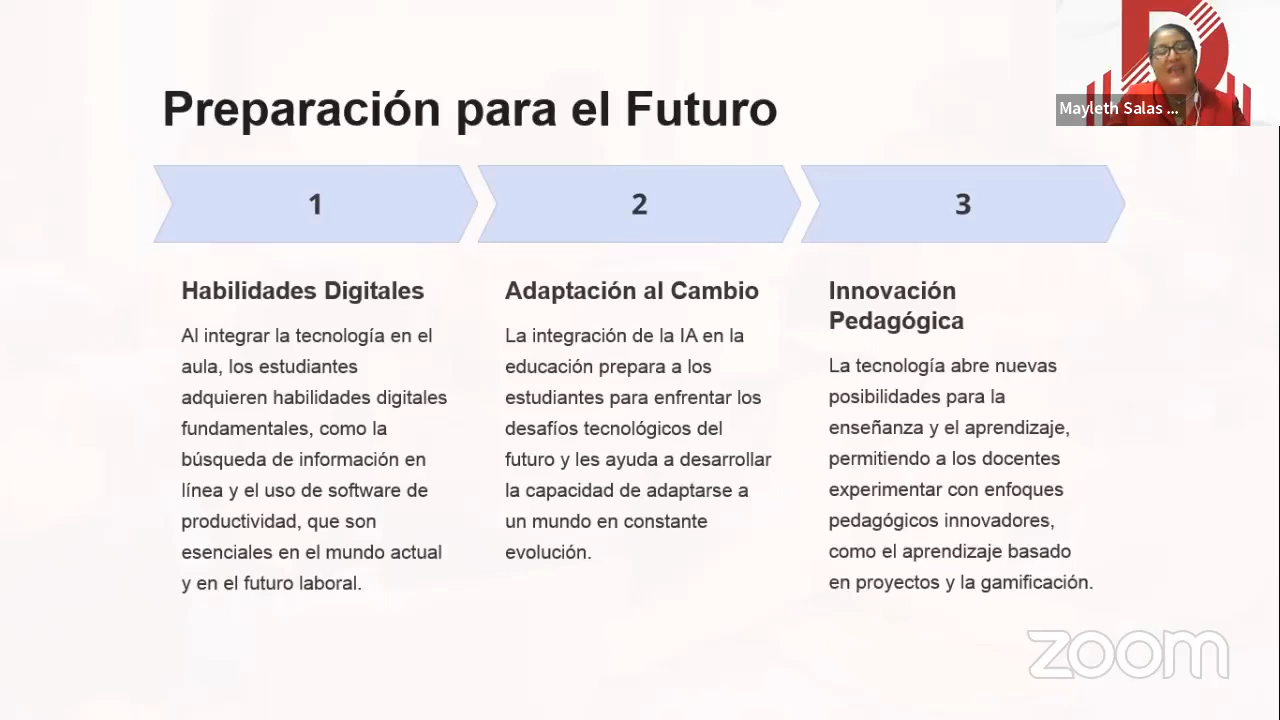 Preparación para el Futuro
Mayleth Salas ...
1
2
3
Habilidades Digitales
Al integrar la tecnología en el
aula, los estudiantes
adquieren habilidades digitales
fundamentales, como la
búsqueda de información en
línea y el uso de software de
productividad, que son
esenciales en el mundo actual
y en el futuro laboral.
Adaptación al Cambio
La integración de la IA en la
educación prepara a los
estudiantes para enfrentar los
desafíos tecnológicos del
futuro y les ayuda a desarrollar
la capacidad de adaptarse a
un mundo en constante
evolución.
Innovación
Pedagógica
La tecnología abre nuevas
posibilidades para la
enseñanza y el aprendizaje,
permitiendo a los docentes
experimentar con enfoques
pedagógicos innovadores,
como el aprendizaje basado
en proyectos y la gamificación.
zoom